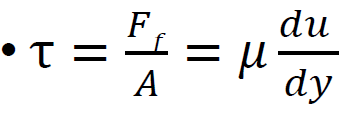 • τ = F_f / A = μ du / dy